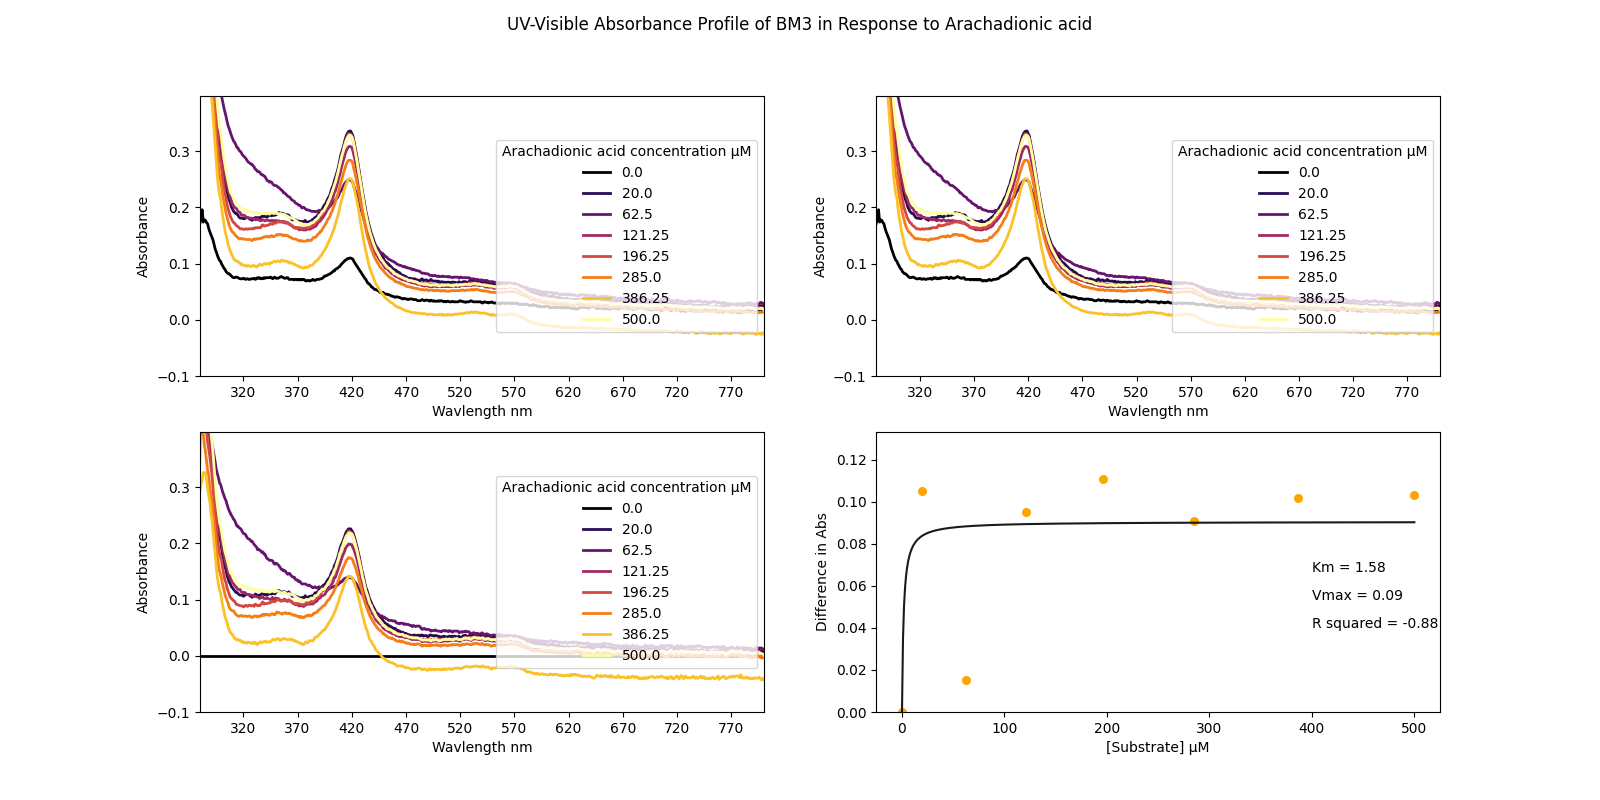 UV-Visible Absorbance Profile of BM3 in Response to Arachadionic acid
Absorbance
0.3
0.2
0.1
0.0
−0.1
320 370 420 470 520 570 620 670 720 770
Wavlength nm
Arachadionic acid concentration μM
0.0
20.0
62.5
121.25
196.25
285.0
386.25
500.0
Absorbance
0.3
0.2
0.1
0.0
−0.1
320 370 420 470 520 570 620 670 720 770
Wavlength nm
Arachadionic acid concentration μM
0.0
20.0
62.5
121.25
196.25
285.0
386.25
500.0
Absorbance
0.3
0.2
0.1
0.0
−0.1
320 370 420 470 520 570 620 670 720 770
Wavlength nm
Arachadionic acid concentration μM
0.0
20.0
62.5
121.25
196.25
285.0
386.25
500.0
Difference in Abs
0.12
0.10
0.08
0.06
0.04
0.02
0.00
0 100 200 300 400 500
[Substrate] μM
Km = 1.58
Vmax = 0.09
R squared = -0.88